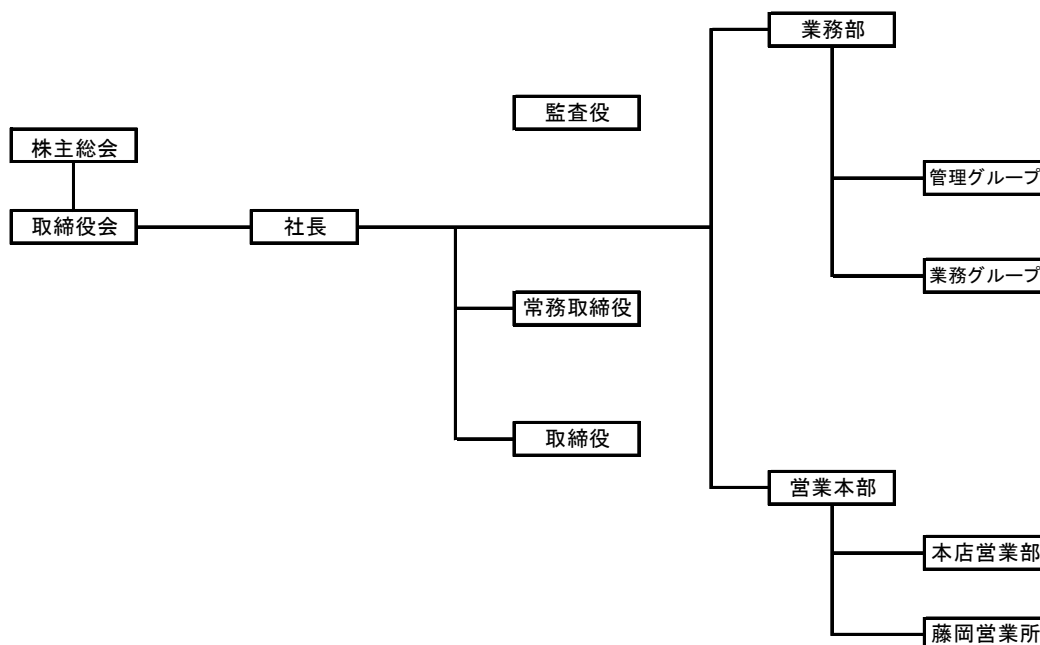 業務部
監査役
株主総会
管理グループ
取締役会
社長
業務グループ
常務取締役
取締役
営業本部
本店営業部
藤岡営業所